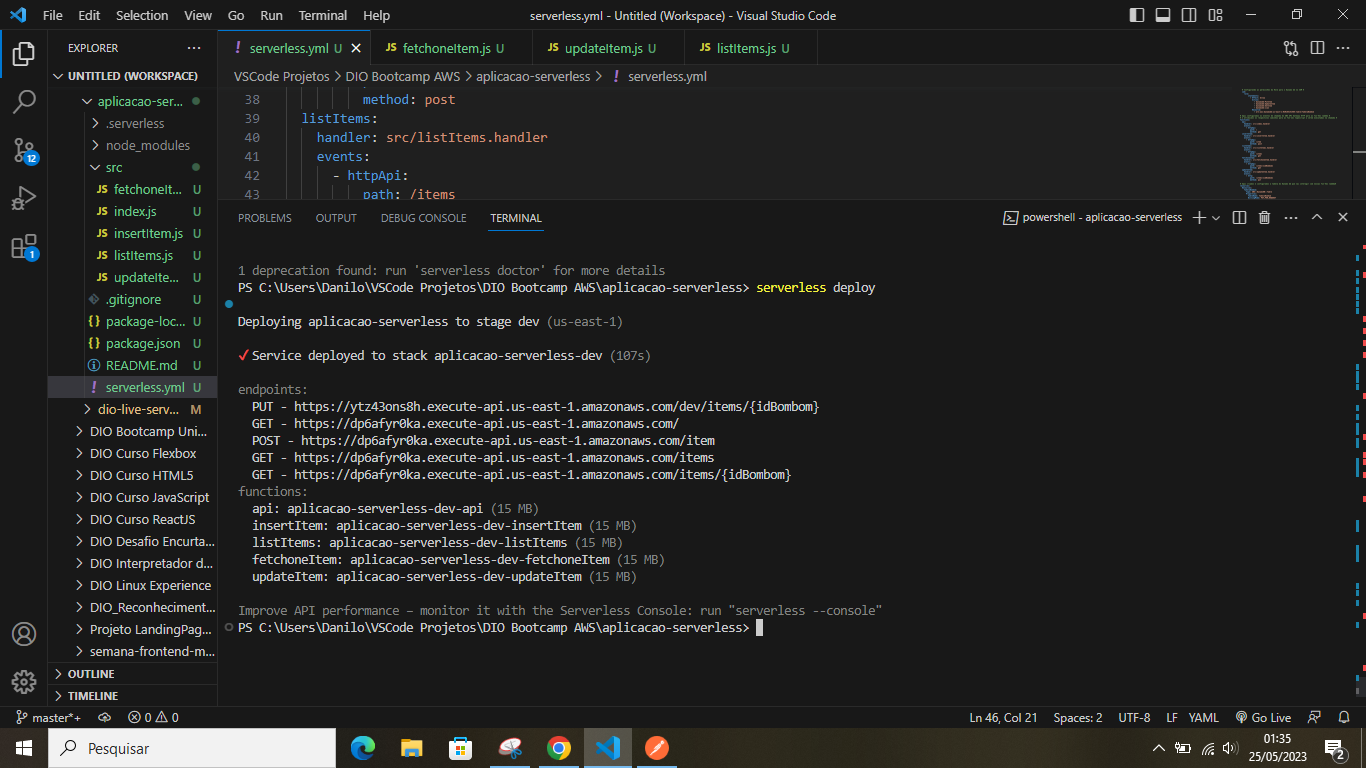 File Edit Selection View Go Run Terminal Help
serverless.yml - Untitled (Workspace) - Visual Studio Code
EXPLORER
UNTITLED (WORKSPACE)
aplicacao-ser...
.serverless
node_modules
src
JS fetchoneIt... U
JS index.js U
JS insertItem.js U
JS listItems.js U
JS updateIte... U
.gitignore U
{} package-loc... U
{} package.json U
README.md U
! serverless.yml U
dio-live-serv... M
DIO Bootcamp Uni...
DIO Curso Flexbox
DIO Curso HTML5
DIO Curso JavaScript
DIO Curso ReactJS
DIO Desafio Encurta...
DIO Interpretador d...
DIO Linux Experience
DIO_Reconheciment...
Projeto LandingPag...
semana-frontend-m...
OUTLINE
TIMELINE
12
1
! serverless.yml U
JS fetchoneItem.js U
JS updateItem.js U
JS listItems.js U
VSCode Projetos > DIO Bootcamp AWS > aplicacao-serverless > ! serverless.yml
38 method: post
39 listItems:
40 handler: src/listItems.handler
41 events:
42 - httpApi:
43 path: /items
PROBLEMS OUTPUT DEBUG CONSOLE TERMINAL
powershell - aplicacao-serverless
1 deprecation found: run 'serverless doctor' for more details
PS C:\Users\Danilo\VSCode Projetos\DIO Bootcamp AWS\aplicacao-serverless> serverless deploy
Deploying aplicacao-serverless to stage dev (us-east-1)
✓ Service deployed to stack aplicacao-serverless-dev (107s)
endpoints:
PUT - https://ytz43ons8h.execute-api.us-east-1.amazonaws.com/dev/items/{idBombom}
GET - https://dp6afyr0ka.execute-api.us-east-1.amazonaws.com/
POST - https://dp6afyr0ka.execute-api.us-east-1.amazonaws.com/item
GET - https://dp6afyr0ka.execute-api.us-east-1.amazonaws.com/items
GET - https://dp6afyr0ka.execute-api.us-east-1.amazonaws.com/items/{idBombom}
functions:
api: aplicacao-serverless-dev-api (15 MB)
insertItem: aplicacao-serverless-dev-insertItem (15 MB)
listItems: aplicacao-serverless-dev-listItems (15 MB)
fetchoneItem: aplicacao-serverless-dev-fetchoneItem (15 MB)
updateItem: aplicacao-serverless-dev-updateItem (15 MB)
Improve API performance – monitor it with the Serverless Console: run "serverless --console"
PS C:\Users\Danilo\VSCode Projetos\DIO Bootcamp AWS\aplicacao-serverless>
master*+ 0 0 Ln 46, Col 21 Spaces: 2 UTF-8 LF YAML Go Live
Pesquisar
01:35
25/05/2023
2